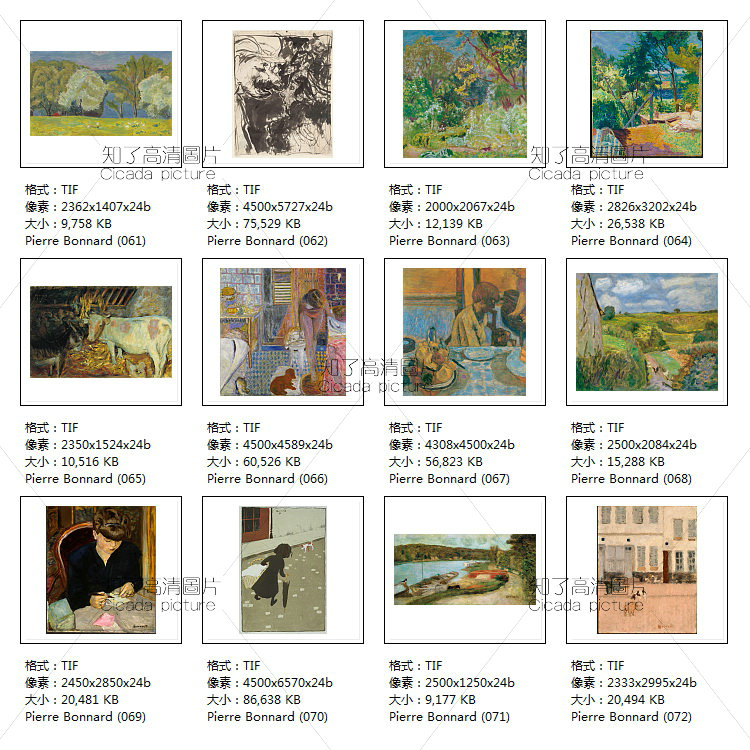 知了高清圖片
Cicada picture
知了高清圖片
Cicada picture
格式：TIF
像素：2362x1407x24b
大小：9,758 KB
Pierre Bonnard (061)
格式：TIF
像素：4500x5727x24b
大小：75,529 KB
Pierre Bonnard (062)
格式：TIF
像素：2000x2067x24b
大小：12,139 KB
Pierre Bonnard (063)
格式：TIF
像素：2826x3202x24b
大小：26,538 KB
Pierre Bonnard (064)
知了高清圖片
Cicada picture
格式：TIF
像素：2350x1524x24b
大小：10,516 KB
Pierre Bonnard (065)
格式：TIF
像素：4500x4589x24b
大小：60,526 KB
Pierre Bonnard (066)
格式：TIF
像素：4308x4500x24b
大小：56,823 KB
Pierre Bonnard (067)
格式：TIF
像素：2500x2084x24b
大小：15,288 KB
Pierre Bonnard (068)
知了高清圖片
Cicada picture
知了高清圖片
Cicada picture
格式：TIF
像素：2450x2850x24b
大小：20,481 KB
Pierre Bonnard (069)
格式：TIF
像素：4500x6570x24b
大小：86,638 KB
Pierre Bonnard (070)
格式：TIF
像素：2500x1250x24b
大小：9,177 KB
Pierre Bonnard (071)
格式：TIF
像素：2333x2995x24b
大小：20,494 KB
Pierre Bonnard (072)